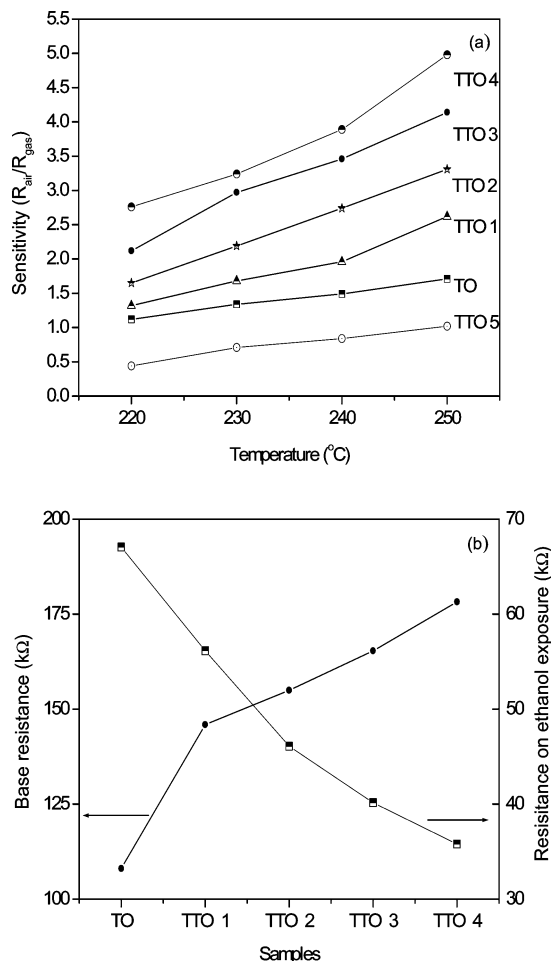 5.5
(a)
5.0
TTO 4
4.5
4.0
TTO 3
3.5
3.0
TTO 2
2.5
TTO 1
2.0
1.5
TO
1.0
TTO 5
0.5
0.0
Sensitivity (Rair/Rgas)
220 230 240 250
Temperature (°C)
200 70
(b)
175 60
150 50
125 40
100 30
Base resistance (kΩ)
Resisitance on ethanol exposure (kΩ)
TO TTO 1 TTO 2 TTO 3 TTO 4
Samples